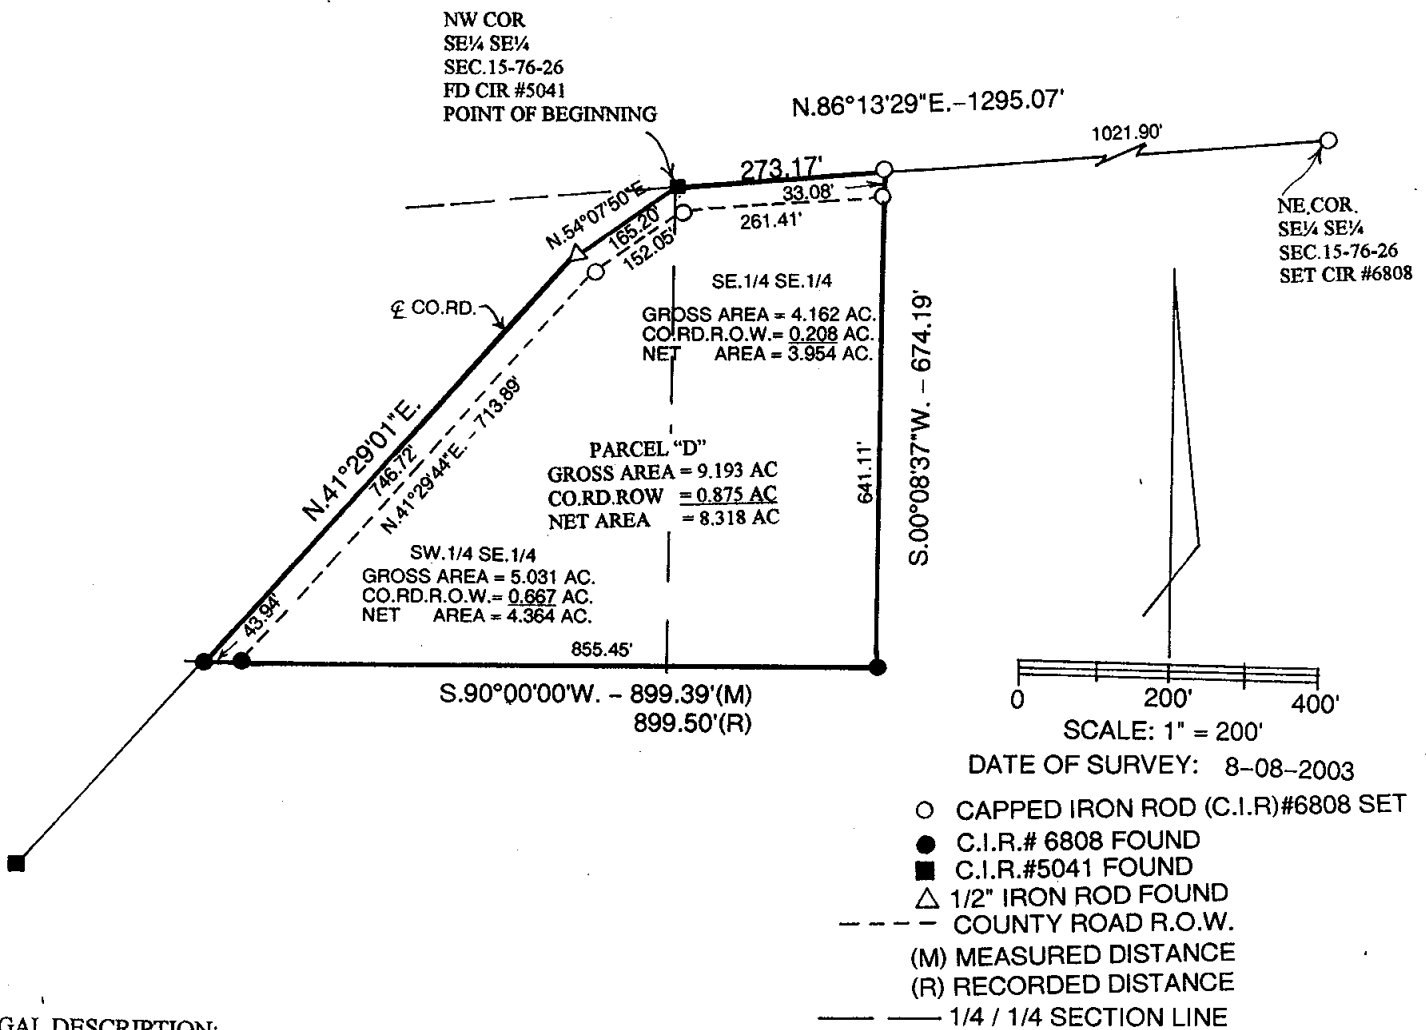 NW COR
SE¼ SE¼
SEC.15-76-26
FD CIR #5041
POINT OF BEGINNING
N.86°13'29"E.-1295.07'
1021.90'
273.17'
33.08'
261.41'
N.54°07'50"E
165.20'
152.05'
NE.COR.
SE¼ SE¼
SEC.15-76-26
SET CIR #6808
SE.1/4 SE.1/4
GROSS AREA = 4.162 AC.
CO.RD.R.O.W.= 0.208 AC.
NET AREA = 3.954 AC.
℄ CO.RD.
N.41°29'01"E.
746.72'
N.41°29'44"E. - 713.89'
S.00°08'37"W. - 674.19'
641.11'
PARCEL "D"
GROSS AREA = 9.193 AC
CO.RD.ROW = 0.875 AC
NET AREA = 8.318 AC
SW.1/4 SE.1/4
GROSS AREA = 5.031 AC.
CO.RD.R.O.W.= 0.667 AC.
NET AREA = 4.364 AC.
43.94'
855.45'
S.90°00'00'W. - 899.39'(M)
899.50'(R)
0 200' 400'
SCALE: 1" = 200'
DATE OF SURVEY: 8-08-2003
CAPPED IRON ROD (C.I.R)#6808 SET
C.I.R.# 6808 FOUND
C.I.R.#5041 FOUND
1/2" IRON ROD FOUND
COUNTY ROAD R.O.W.
(M) MEASURED DISTANCE
(R) RECORDED DISTANCE
1/4 / 1/4 SECTION LINE
GAL DESCRIPTION: